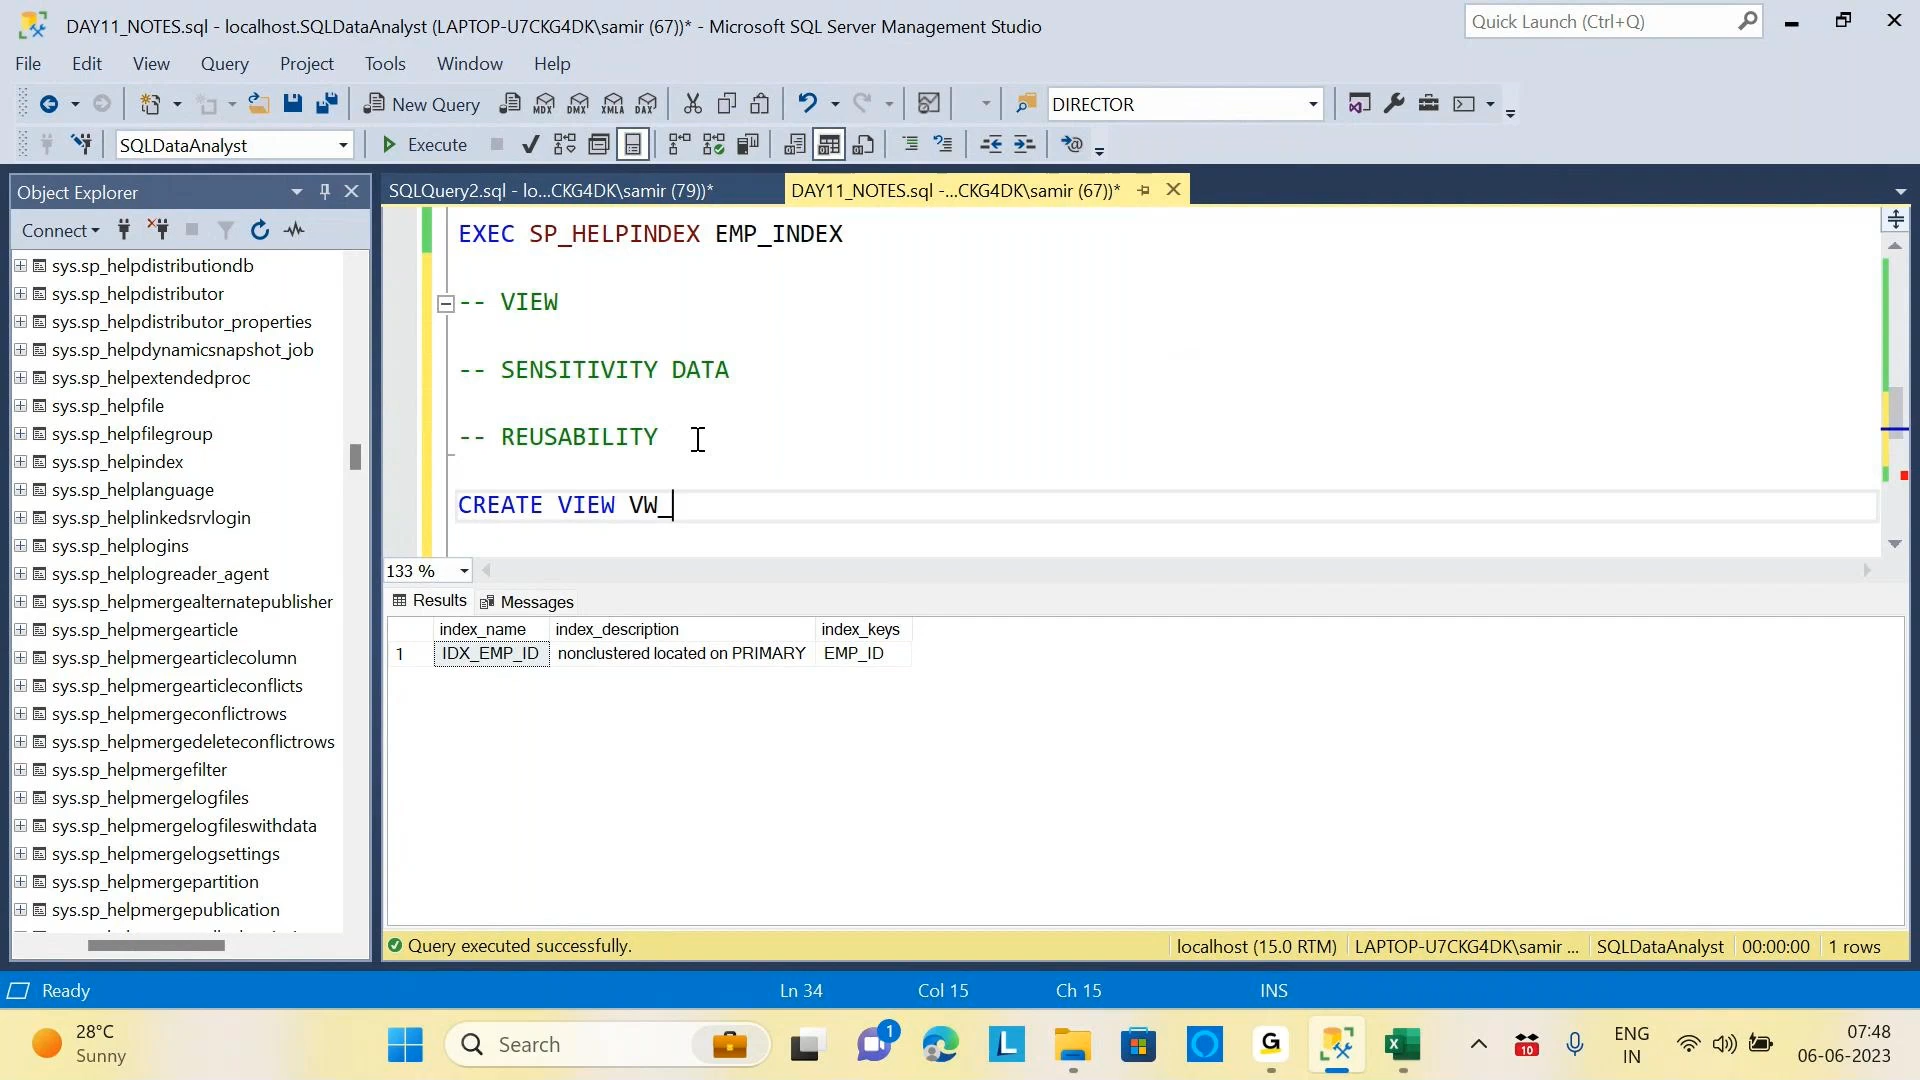 DAY11_NOTES.sql - localhost.SQLDataAnalyst (LAPTOP-U7CKG4DK\samir (67))* - Microsoft SQL Server Management Studio
Quick Launch (Ctrl+Q)
File Edit View Query Project Tools Window Help
New Query MDX DMX XMLA DAX DIRECTOR
SQLDataAnalyst Execute
Object Explorer
SQLQuery2.sql - lo...CKG4DK\samir (79))*
DAY11_NOTES.sql -...CKG4DK\samir (67))*
Connect
sys.sp_helpdistributiondb
sys.sp_helpdistributor
sys.sp_helpdistributor_properties
sys.sp_helpdynamicsnapshot_job
sys.sp_helpextendedproc
sys.sp_helpfile
sys.sp_helpfilegroup
sys.sp_helpindex
sys.sp_helplanguage
sys.sp_helplinkedsrvlogin
sys.sp_helplogins
sys.sp_helplogreader_agent
sys.sp_helpmergealternatepublisher
sys.sp_helpmergearticle
sys.sp_helpmergearticlecolumn
sys.sp_helpmergearticleconflicts
sys.sp_helpmergeconflictrows
sys.sp_helpmergedeleteconflictrows
sys.sp_helpmergefilter
sys.sp_helpmergelogfiles
sys.sp_helpmergelogfileswithdata
sys.sp_helpmergelogsettings
sys.sp_helpmergepartition
sys.sp_helpmergepublication
EXEC SP_HELPINDEX EMP_INDEX
-- VIEW
-- SENSITIVITY DATA
-- REUSABILITY
CREATE VIEW VW_
133 %
Results Messages
index_name index_description index_keys
1 IDX_EMP_ID nonclustered located on PRIMARY EMP_ID
Query executed successfully.
localhost (15.0 RTM) LAPTOP-U7CKG4DK\samir ... SQLDataAnalyst 00:00:00 1 rows
Ready Ln 34 Col 15 Ch 15 INS
28°C
Sunny
Search
1
L
G
X
10
ENG
IN
07:48
06-06-2023